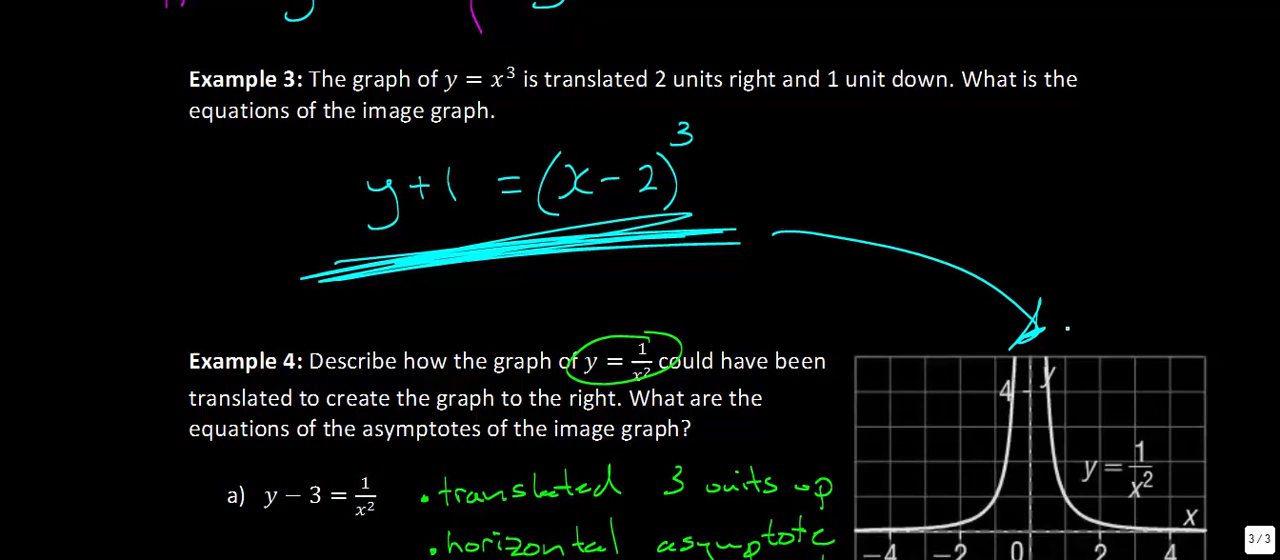 Example 3: The graph of y = x³ is translated 2 units right and 1 unit down. What is the
equations of the image graph.
y + 1 = (x - 2)³
Example 4: Describe how the graph of y = 1/x² could have been
translated to create the graph to the right. What are the
equations of the asymptotes of the image graph?
a) y − 3 = 1/x² • translated 3 units up
• horizontal asymptote
4 y
y = 1/x²
x
−4 −2 0 2 4
3 / 3